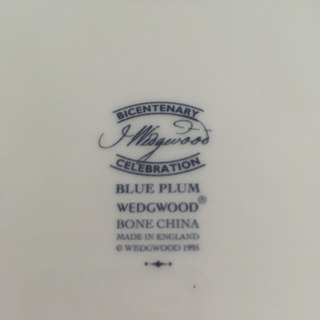 BICENTENARY
J Wedgwood
CELEBRATION
BLUE PLUM
WEDGWOOD®
BONE CHINA
MADE IN ENGLAND
© WEDGWOOD 1995